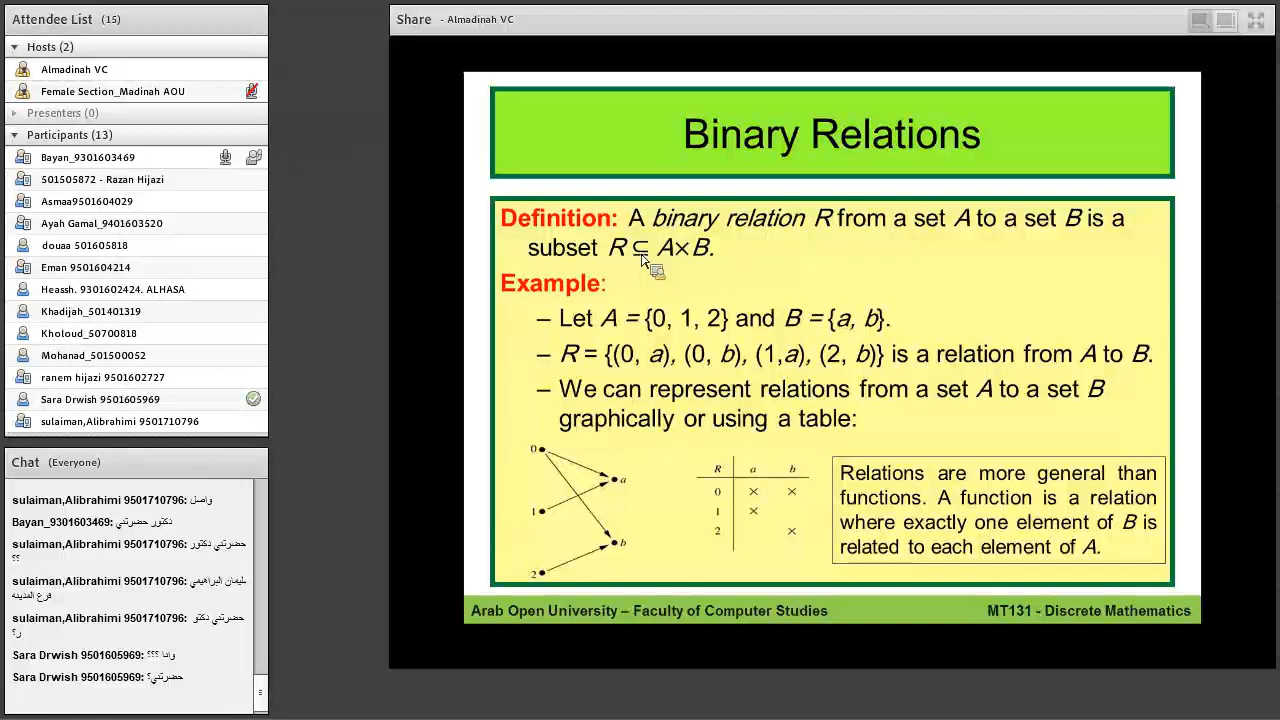 Attendee List (15)
Hosts (2)
Almadinah VC
Female Section_Madinah AOU
Presenters (0)
Participants (13)
Bayan_9301603469
501505872 - Razan Hijazi
Asmaa9501604029
Ayah Gamal_9401603520
douaa 501605818
Eman 9501604214
Heassh. 9301602424. ALHASA
Khadijah_501401319
Kholoud_50700818
Mohanad_501500052
ranem hijazi 9501602727
Sara Drwish 9501605969
sulaiman,Alibrahimi 9501710796
Chat (Everyone)
sulaiman,Alibrahimi 9501710796: واصل
Bayan_9301603469: دكتور حضرتني
sulaiman,Alibrahimi 9501710796: حضرتني دكتور
؟؟
sulaiman,Alibrahimi 9501710796: سليمان البراهيمي
فرع المدينه
sulaiman,Alibrahimi 9501710796: حضرتني دكتو
ر؟
Sara Drwish 9501605969: وانا ؟؟؟
Sara Drwish 9501605969: حضرتني؟
Share - Almadinah VC
Binary Relations
Definition: A binary relation R from a set A to a set B is a
subset R ⊆ A×B.
Example:
– Let A = {0, 1, 2} and B = {a, b}.
– R = {(0, a), (0, b), (1,a), (2, b)} is a relation from A to B.
– We can represent relations from a set A to a set B
graphically or using a table:
0
a
1
b
2
R a b
0 × ×
1 ×
2 ×
Relations are more general than
functions. A function is a relation
where exactly one element of B is
related to each element of A.
Arab Open University – Faculty of Computer Studies
MT131 - Discrete Mathematics